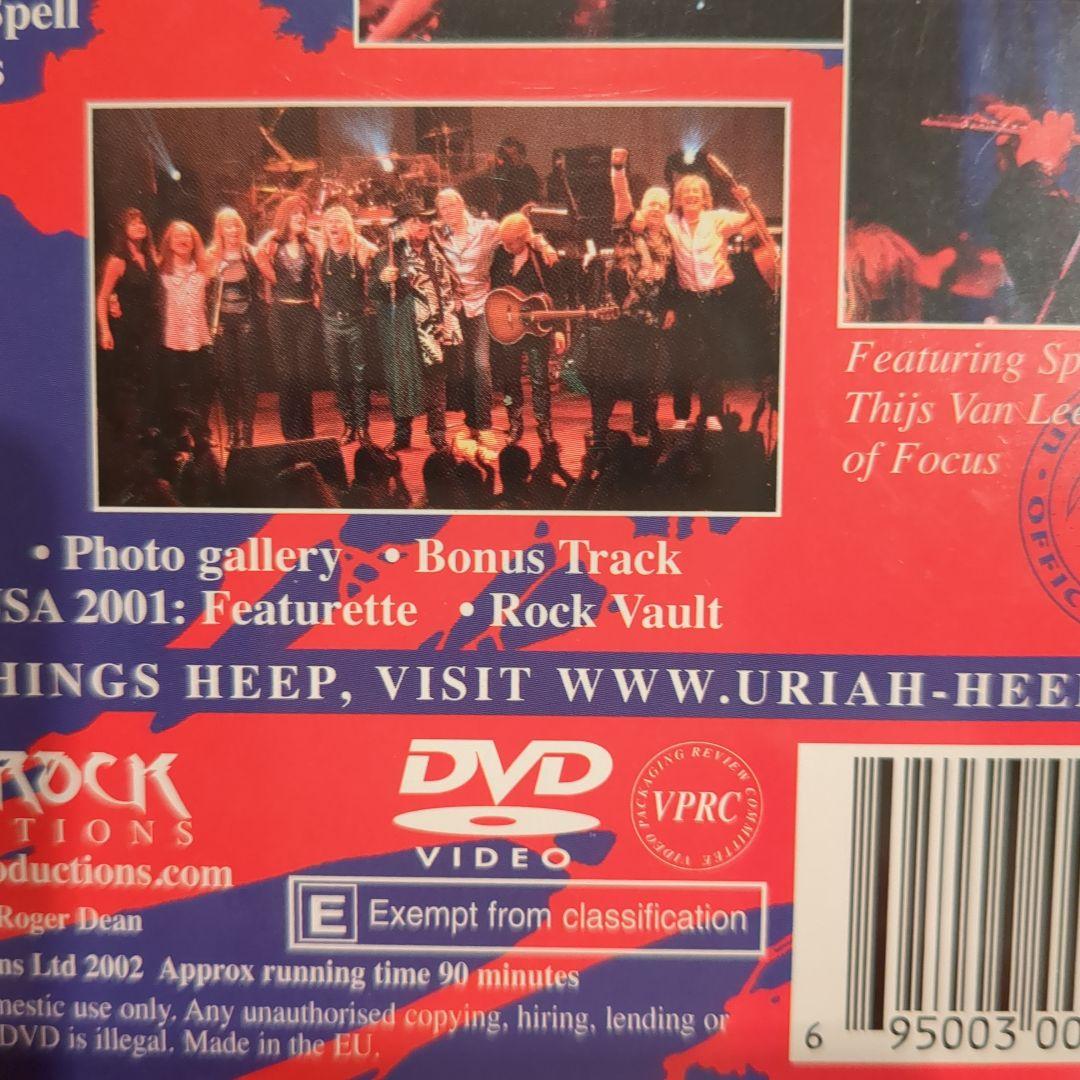 Spell
s
Featuring Sp
Thijs Van Lee
of Focus
• Photo gallery • Bonus Track
USA 2001: Featurette • Rock Vault
HINGS HEEP, VISIT WWW.URIAH-HEEP
ROCK
TIONS
oductions.com
Roger Dean
DVD
VIDEO
VIDEO PACKAGING REVIEW COMMITTEE
VPRC
E Exempt from classification
ns Ltd 2002 Approx running time 90 minutes
mestic use only. Any unauthorised copying, hiring, lending or
DVD is illegal. Made in the EU.
6 95003 00
U • OFFIC